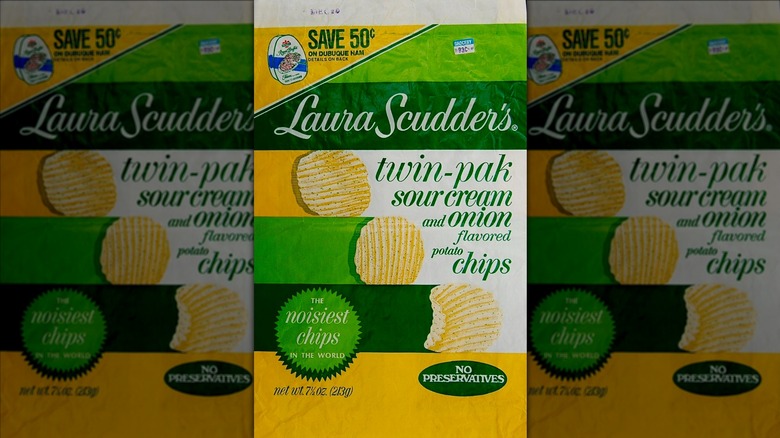 SAVE 50¢
ON DUBUQUE HAM
DETAILS ON BACK
GROCERY
Laura Scudder's®
twin-pak
sour cream
and onion
flavored
potato
chips
THE
noisiest
chips
IN THE WORLD
NO
PRESERVATIVES
net wt. 7½ oz. (213g)